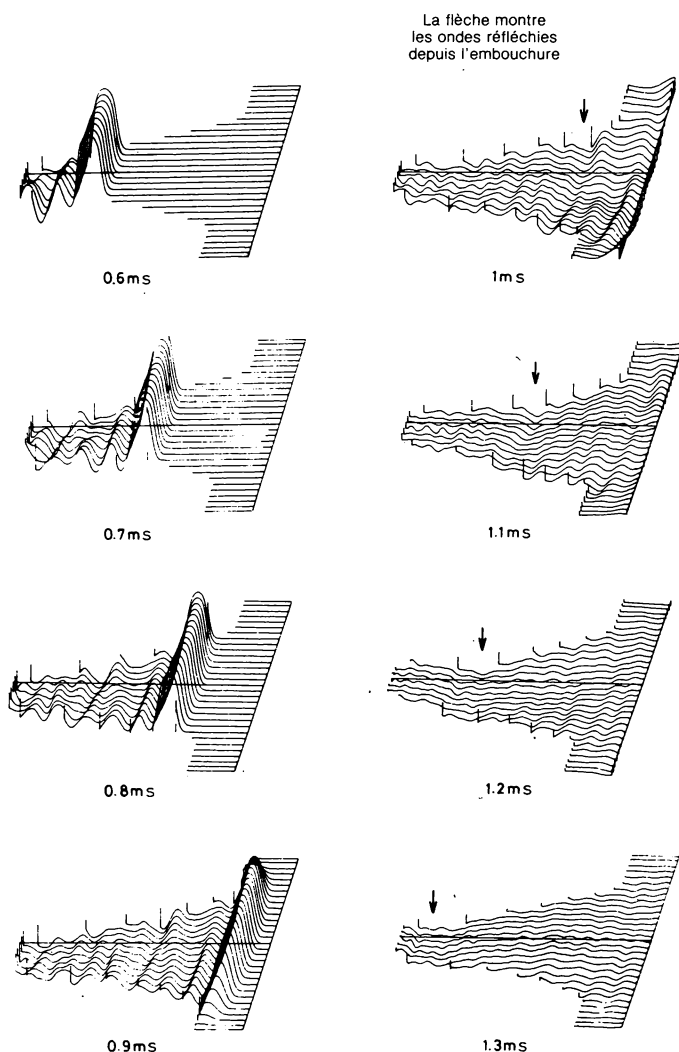 La flèche montre
les ondes réfléchies
depuis l'embouchure
0.6ms
1ms
0.7ms
1.1ms
0.8ms
1.2ms
0.9ms
1.3ms